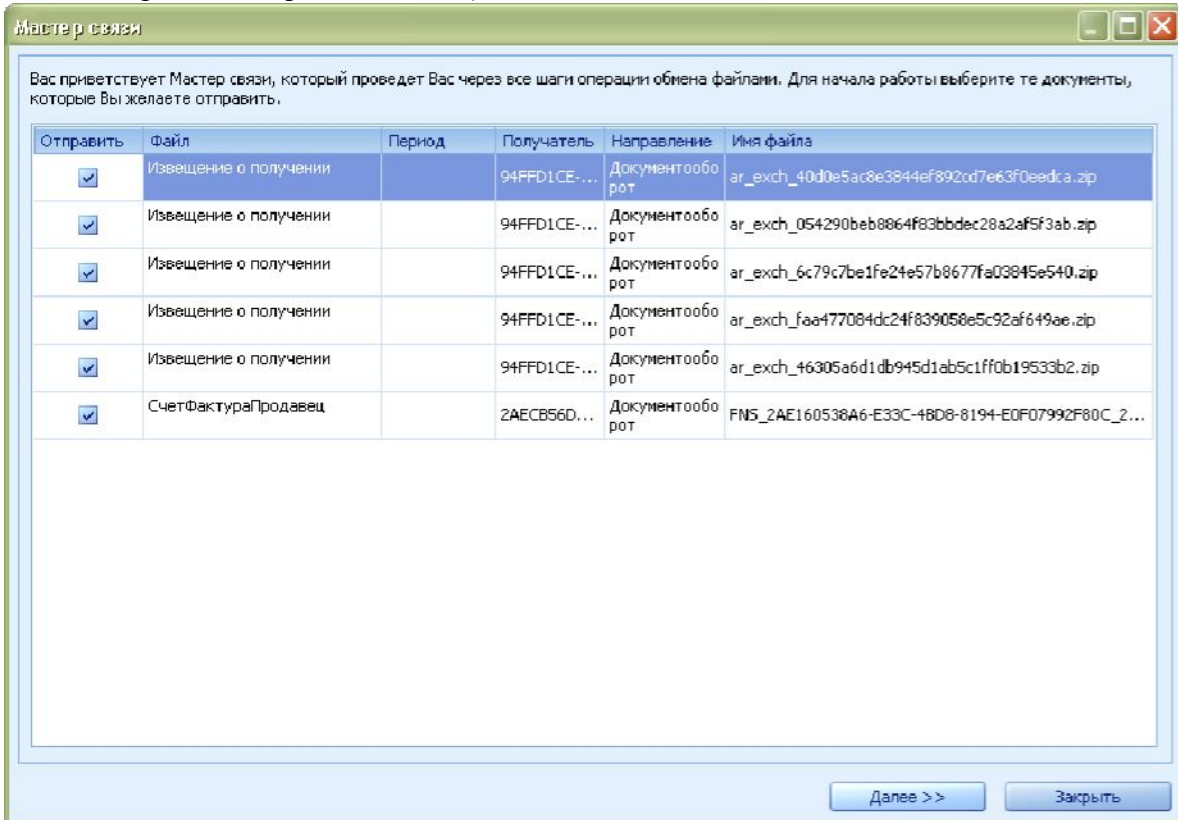 Мастер связи
Вас приветствует Мастер связи, который проведет Вас через все шаги операции обмена файлами. Для начала работы выберите те документы,
которые Вы желаете отправить.
Отправить Файл Период Получатель Направление Имя файла
Извещение о получении 94FFD1CE-... Документообо
рот ar_exch_40d0e5ac8e3844ef892cd7e63f0eedca.zip
Извещение о получении 94FFD1CE-... Документообо
рот ar_exch_054290beb8864f83bbdec28a2af5f3ab.zip
Извещение о получении 94FFD1CE-... Документообо
рот ar_exch_6c79c7be1fe24e57b8677fa03845e540.zip
Извещение о получении 94FFD1CE-... Документообо
рот ar_exch_faa477084dc24f839058e5c92af649ae.zip
Извещение о получении 94FFD1CE-... Документообо
рот ar_exch_46305a6d1db945d1ab5c1ff0b19533b2.zip
СчетФактураПродавец 2AECB56D... Документообо
рот FNS_2AE160538A6-E33C-4BD8-8194-E0F07992F80C_2...
Далее >> Закрыть